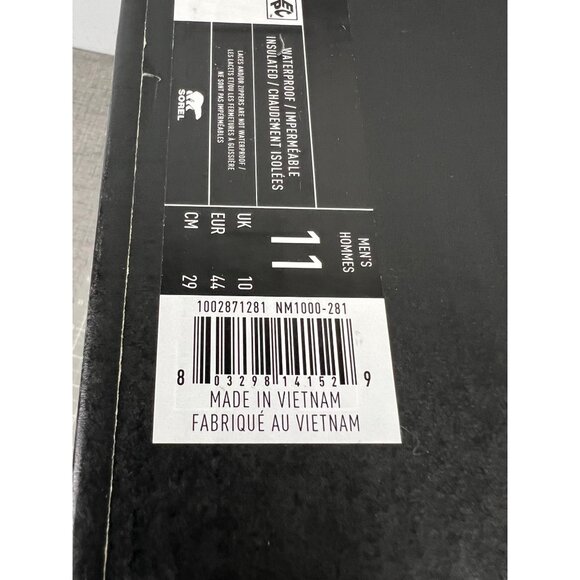 WATERPROOF / IMPERMÉABLE
INSULATED / CHAUDEMENT ISOLÉES
LACES AND/OR ZIPPERS ARE NOT WATERPROOF /
LES LACETS ET/OU LES FERMETURES À GLISSIÈRE
NE SONT PAS IMPERMÉABLES
SOREL
MEN'S
HOMMES
11
UK 10
EUR 44
CM 29
1002871281 NM1000-281
8 03298 14152 9
MADE IN VIETNAM
FABRIQUÉ AU VIETNAM